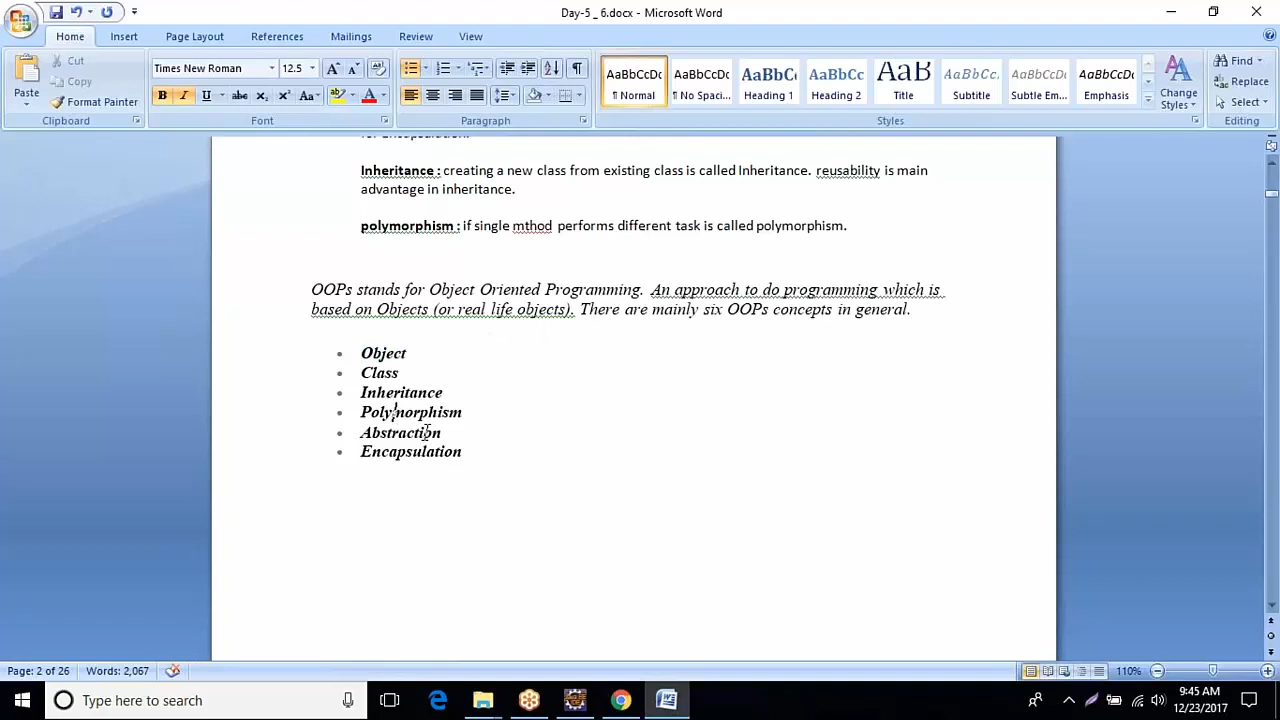 Day-5 _ 6.docx - Microsoft Word
Home Insert Page Layout References Mailings Review View
Paste
Cut
Copy
Format Painter
Clipboard
Times New Roman 12.5
Font
Paragraph
AaBbCcDc AaBbCcDc AaBbC AaBbCc AaB AaBbCc. AaBbCcDc AaBbCcDc
¶ Normal ¶ No Spaci... Heading 1 Heading 2 Title Subtitle Subtle Em... Emphasis
Change Styles
Styles
Find
Replace
Select
Editing
for Encapsulation.
Inheritance : creating a new class from existing class is called Inheritance. reusability is main
advantage in inheritance.
polymorphism : if single mthod performs different task is called polymorphism.
OOPs stands for Object Oriented Programming. An approach to do programming which is
based on Objects (or real life objects). There are mainly six OOPs concepts in general.
• Object
• Class
• Inheritance
• Polymorphism
• Abstraction
• Encapsulation
Page: 2 of 26 Words: 2,067 110%
Type here to search
9:45 AM
12/23/2017